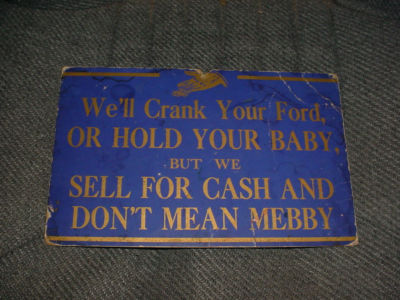 We'll Crank Your Ford,
OR HOLD YOUR BABY,
BUT WE
SELL FOR CASH AND
DON'T MEAN MEBBY